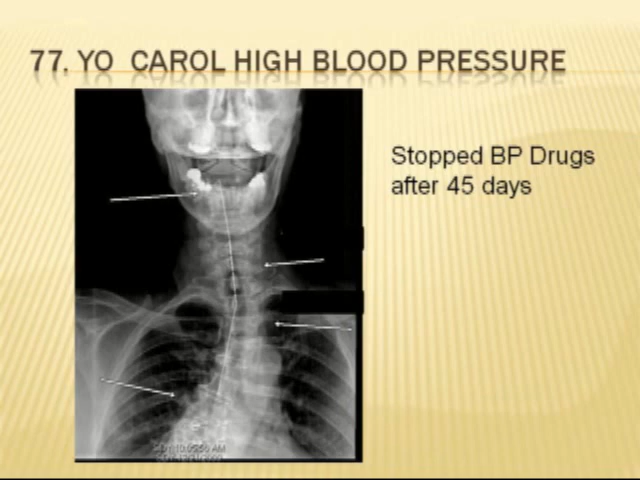 77. YO CAROL HIGH BLOOD PRESSURE
Stopped BP Drugs
after 45 days